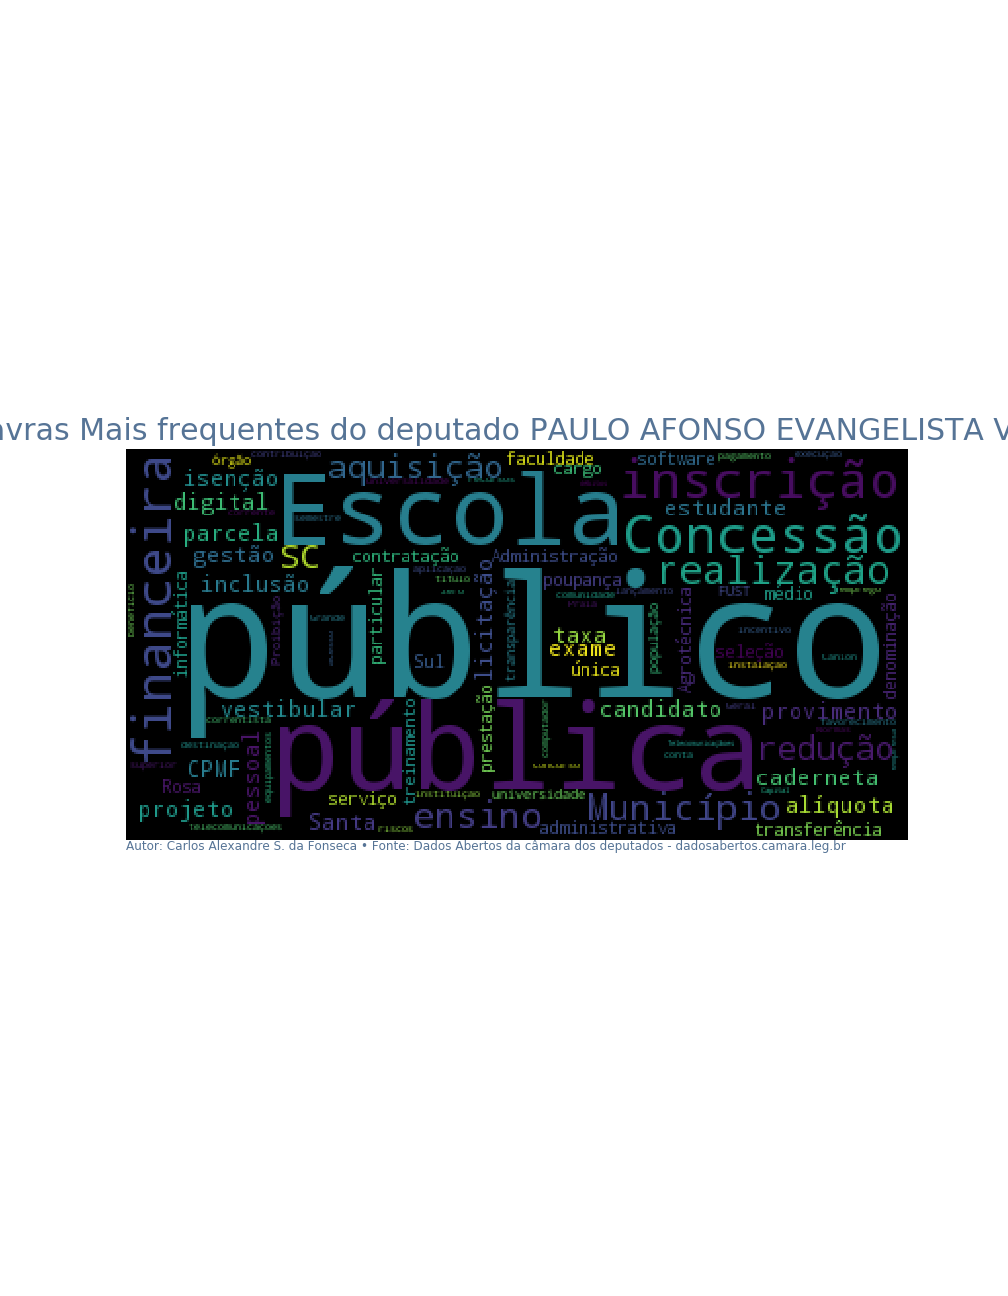 avras Mais frequentes do deputado PAULO AFONSO EVANGELISTA V
órgão
contribuição
faculdade
software
pagamento
execução
aquisição
cargo
isenção
inscrição
digital
Escola
estudante
semestre
parcela
Concessão
gestão
SC
contratação
Administração
realização
aplicação
título
poupança
lançamento
inclusão
informática
financeira
benefício
FUST
médio
comunidade
Praia
público
Grande
Proibição
particular
licitação
transparência
taxa
exame
única
população
Agrotécnica
incentivo
seleção
instalação
denominação
Sul
vestibular
correntista
candidato
Geral
provimento
favorecimento
destinação
pública
treinamento
prestação
computador
Telecomunicações
conta
redução
superior
CPMF
Rosa
pessoal
equipamentos
caderneta
Capital
projeto
serviço
instituição
universidade
Município
alíquota
telecomunicações
Santa
riscos
ensino
administrativa
transferência
Autor: Carlos Alexandre S. da Fonseca • Fonte: Dados Abertos da câmara dos deputados - dadosabertos.camara.leg.br